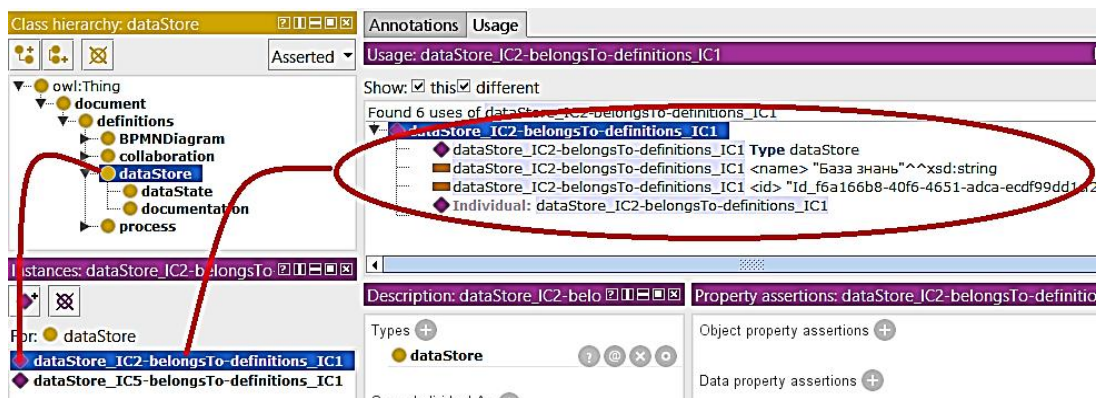 Class hierarchy: dataStore
Asserted
owl:Thing
document
definitions
BPMNDiagram
collaboration
dataStore
dataState
documentation
process
Instances: dataStore_IC2-belongsTo-
For: dataStore
dataStore_IC2-belongsTo-definitions_IC1
dataStore_IC5-belongsTo-definitions_IC1
Annotations Usage
Usage: dataStore_IC2-belongsTo-definitions_IC1
Show: this different
Found 6 uses of dataStore_IC2-belongsTo-definitions_IC1
dataStore_IC2-belongsTo-definitions_IC1
dataStore_IC2-belongsTo-definitions_IC1 Type dataStore
dataStore_IC2-belongsTo-definitions_IC1 <name> "База знань"^^xsd:string
dataStore_IC2-belongsTo-definitions_IC1 <id> "Id_f6a166b8-40f6-4651-adca-ecdf99dd1
Individual: dataStore_IC2-belongsTo-definitions_IC1
Description: dataStore_IC2-belo
Types
dataStore
Property assertions: dataStore_IC2-belongsTo-definitio
Object property assertions
Data property assertions